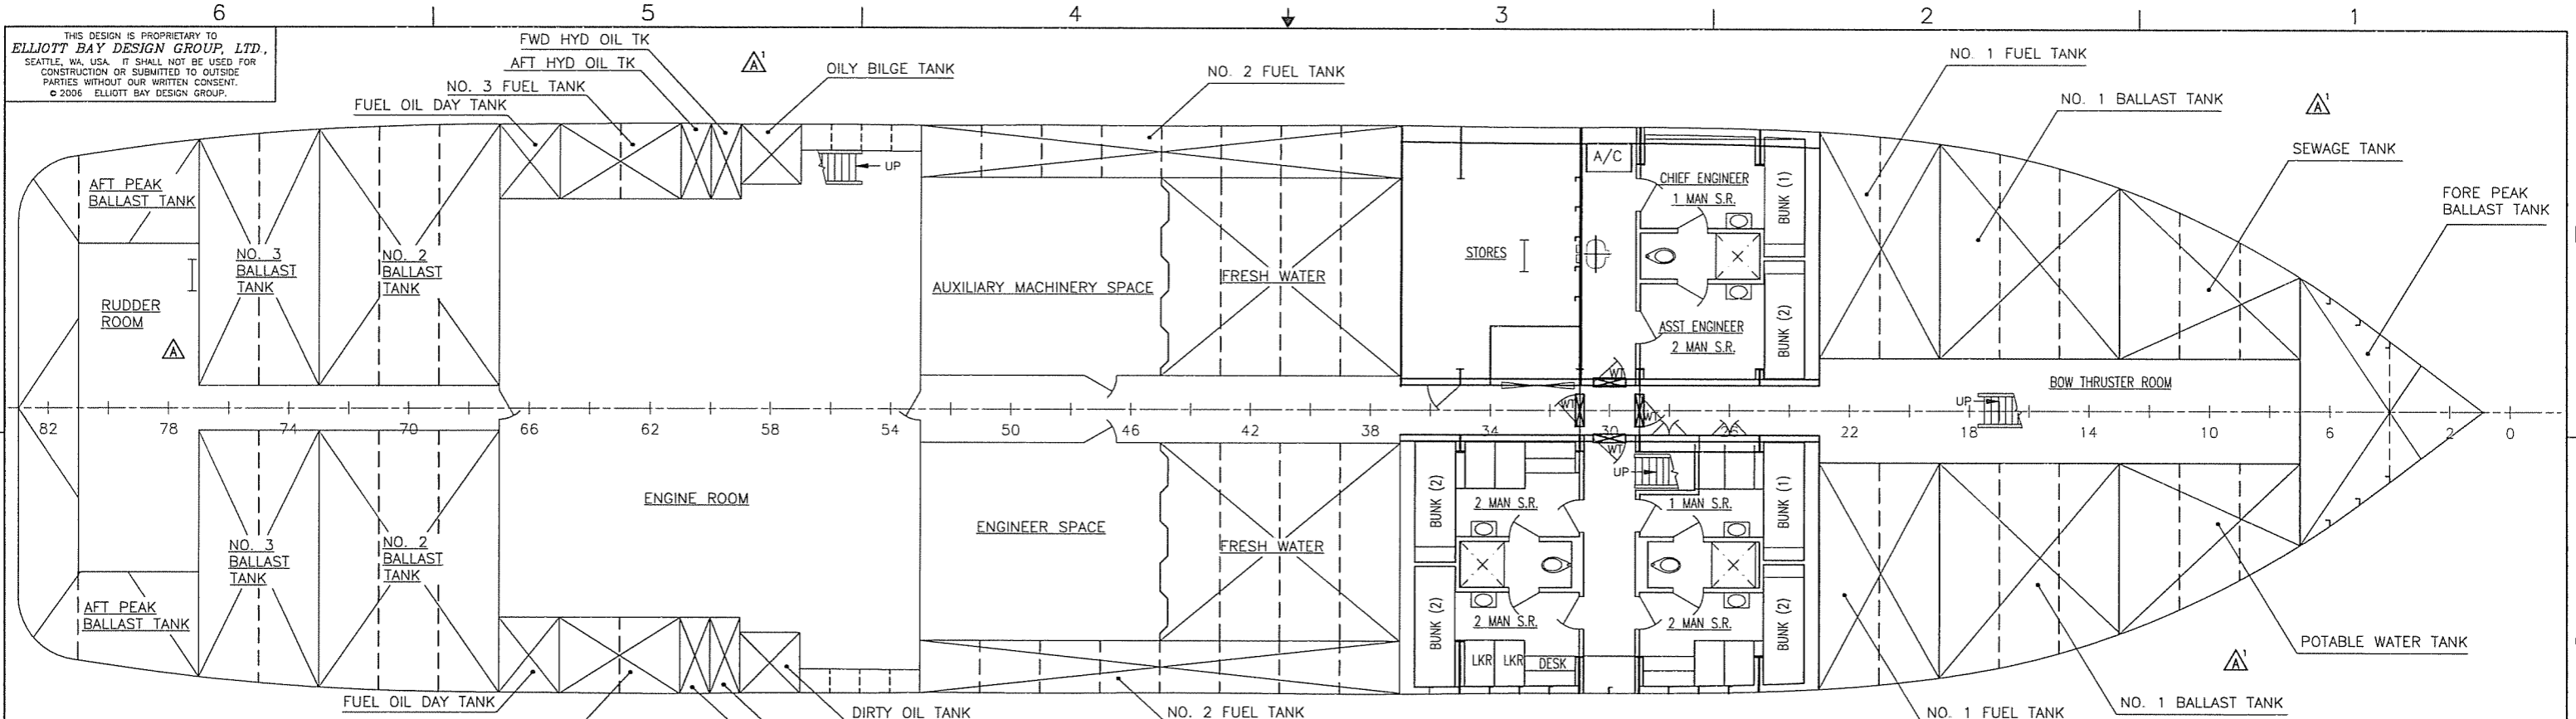 6
5
4
3
2
1
THIS DESIGN IS PROPRIETARY TO
ELLIOTT BAY DESIGN GROUP, LTD.,
SEATTLE, WA, USA. IT SHALL NOT BE USED FOR
CONSTRUCTION OR SUBMITTED TO OUTSIDE
PARTIES WITHOUT OUR WRITTEN CONSENT.
© 2006 ELLIOTT BAY DESIGN GROUP.
FWD HYD OIL TK
AFT HYD OIL TK
NO. 3 FUEL TANK
FUEL OIL DAY TANK
A 1
OILY BILGE TANK
NO. 2 FUEL TANK
NO. 1 FUEL TANK
NO. 1 BALLAST TANK
A 1
SEWAGE TANK
FORE PEAK
BALLAST TANK
AFT PEAK
BALLAST TANK
UP
A/C
CHIEF ENGINEER
1 MAN S.R.
BUNK (1)
NO. 3
BALLAST
TANK
NO. 2
BALLAST
TANK
RUDDER
ROOM
A
AUXILIARY MACHINERY SPACE
FRESH WATER
STORES
ASST ENGINEER
2 MAN S.R.
BUNK (2)
WT
WT
WT
WT
BOW THRUSTER ROOM
UP
82
78
74
70
66
62
58
54
50
46
42
38
34
30
26
22
18
14
10
6
2
0
ENGINE ROOM
ENGINEER SPACE
FRESH WATER
BUNK (2)
2 MAN S.R.
UP
1 MAN S.R.
BUNK (1)
NO. 3
BALLAST
TANK
NO. 2
BALLAST
TANK
AFT PEAK
BALLAST TANK
BUNK (2)
2 MAN S.R.
2 MAN S.R.
BUNK (2)
LKR
LKR
DESK
POTABLE WATER TANK
A 1
FUEL OIL DAY TANK
DIRTY OIL TANK
NO. 2 FUEL TANK
NO. 1 FUEL TANK
NO. 1 BALLAST TANK